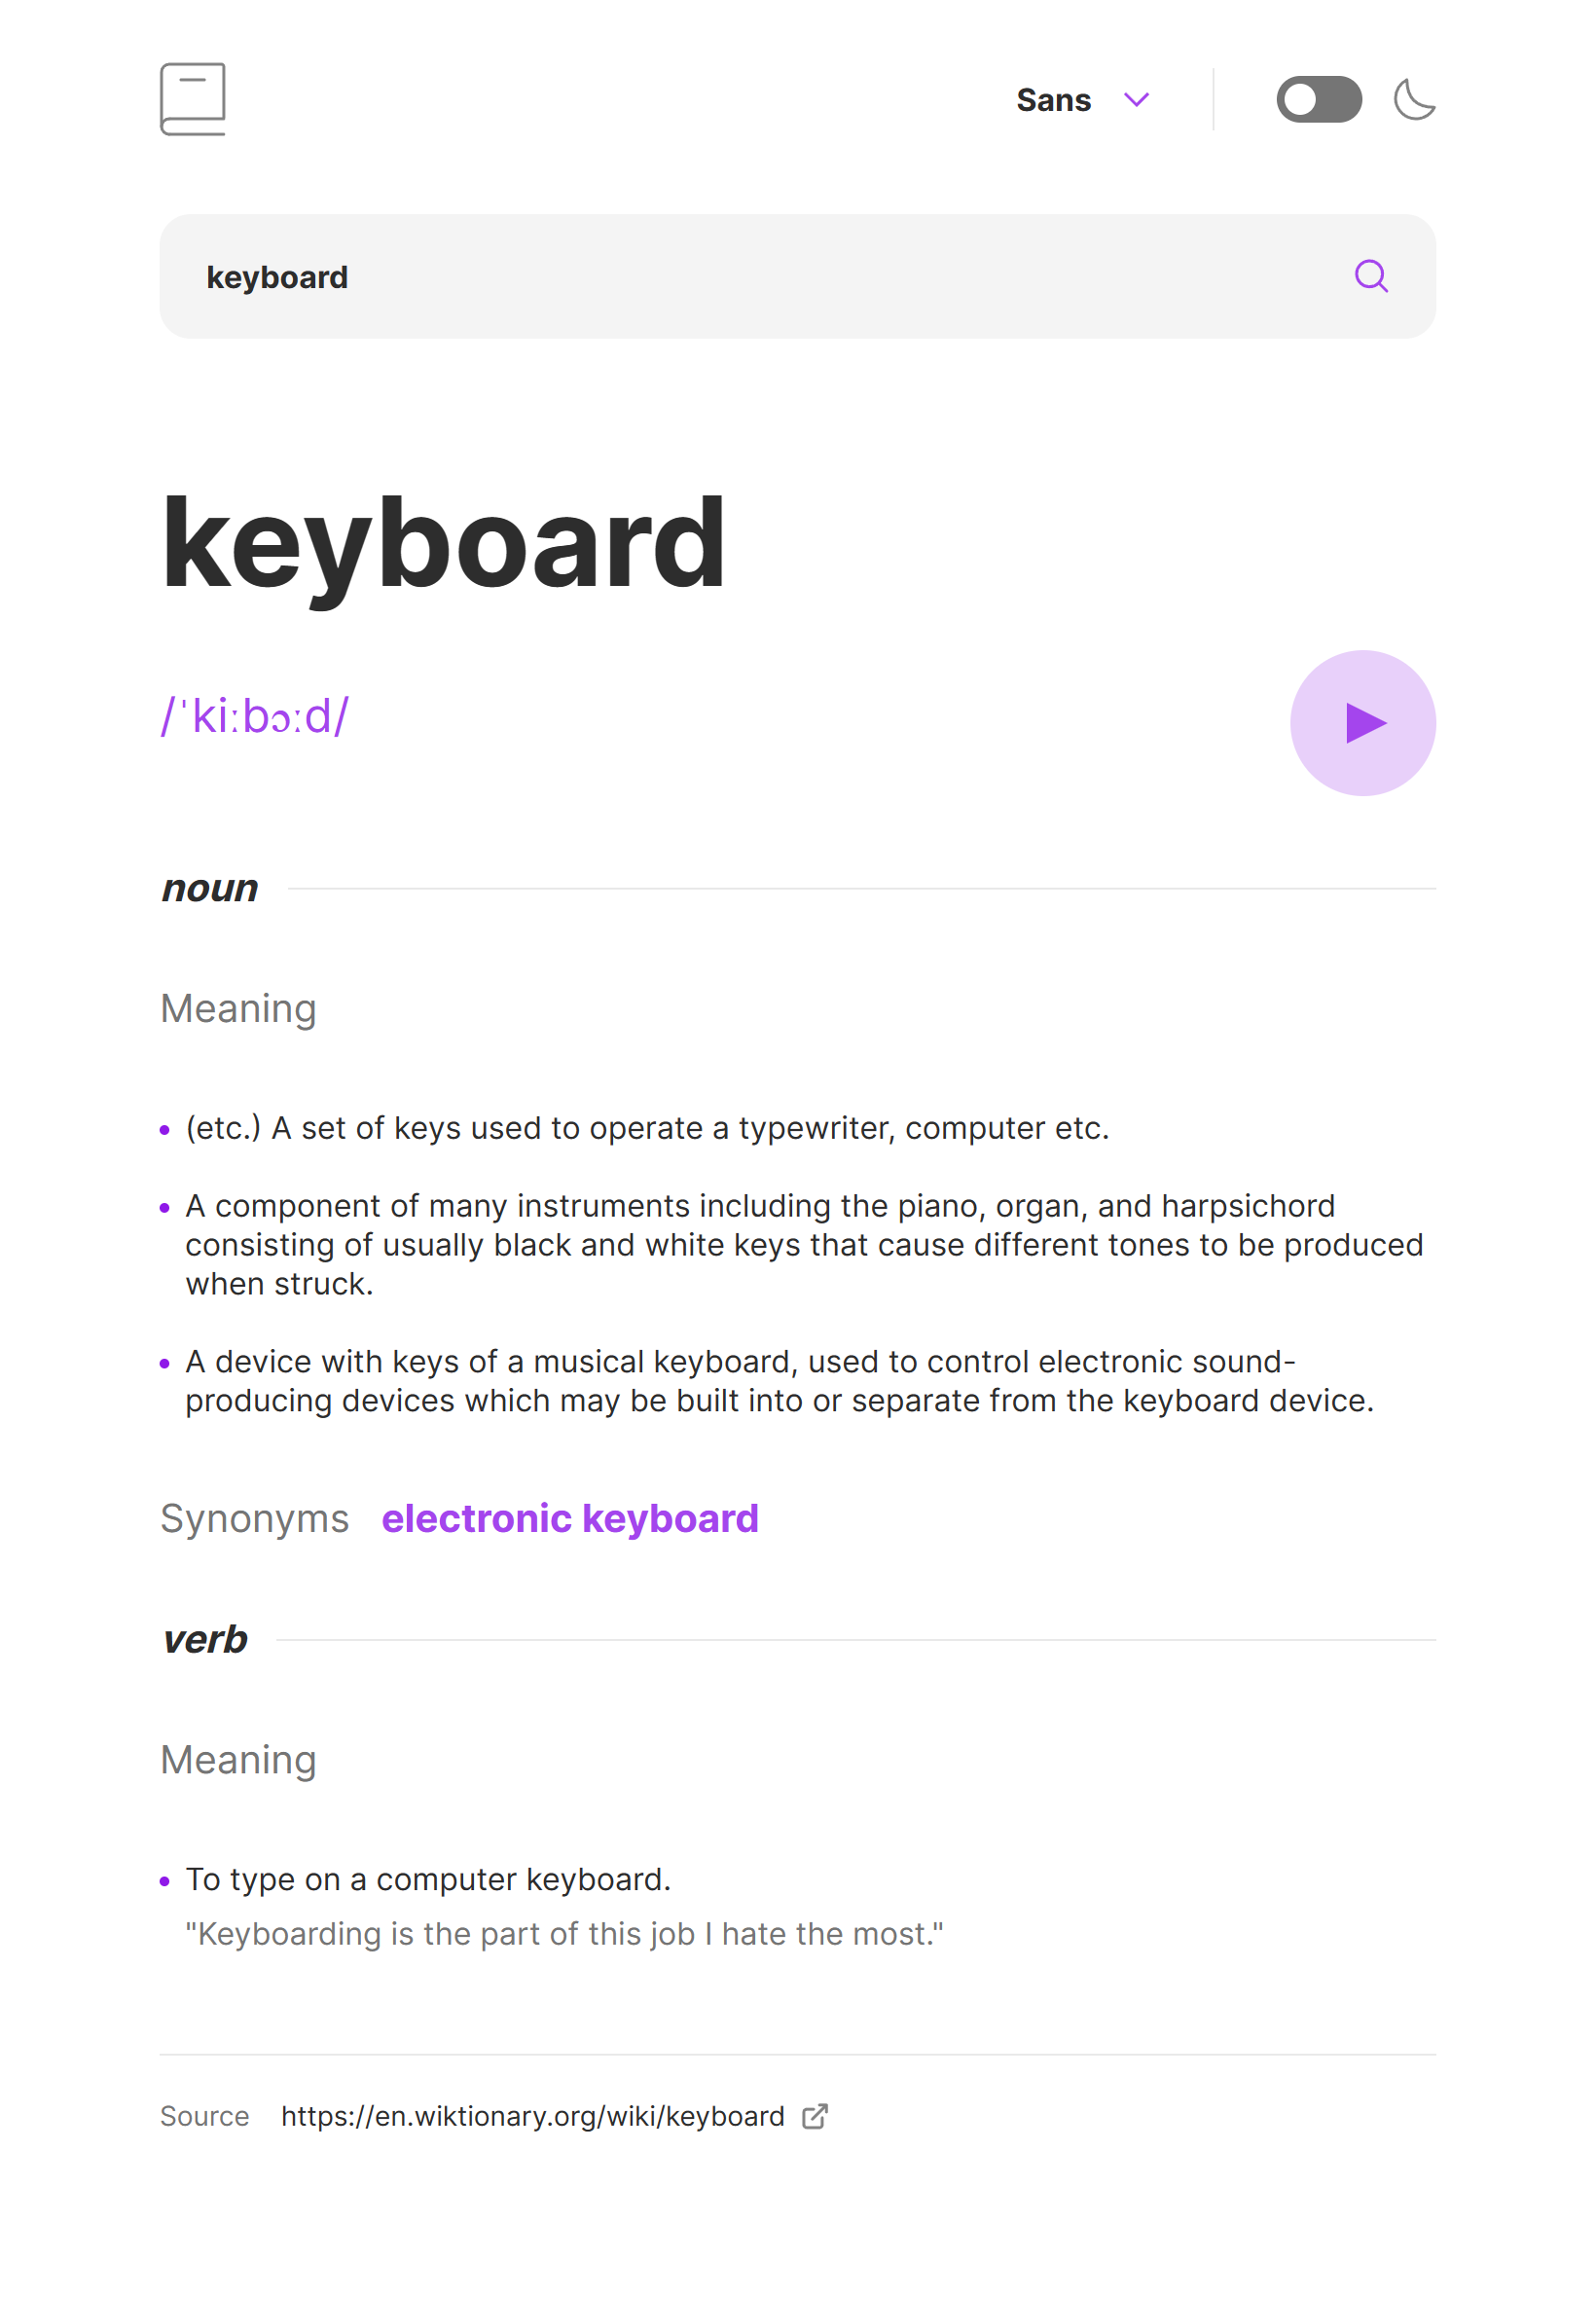 Sans
keyboard
keyboard
/ˈkiːbɔːd/
noun
Meaning
(etc.) A set of keys used to operate a typewriter, computer etc.
A component of many instruments including the piano, organ, and harpsichord
consisting of usually black and white keys that cause different tones to be produced
when struck.
A device with keys of a musical keyboard, used to control electronic sound-
producing devices which may be built into or separate from the keyboard device.
Synonyms electronic keyboard
verb
Meaning
To type on a computer keyboard.
"Keyboarding is the part of this job I hate the most."
Source https://en.wiktionary.org/wiki/keyboard